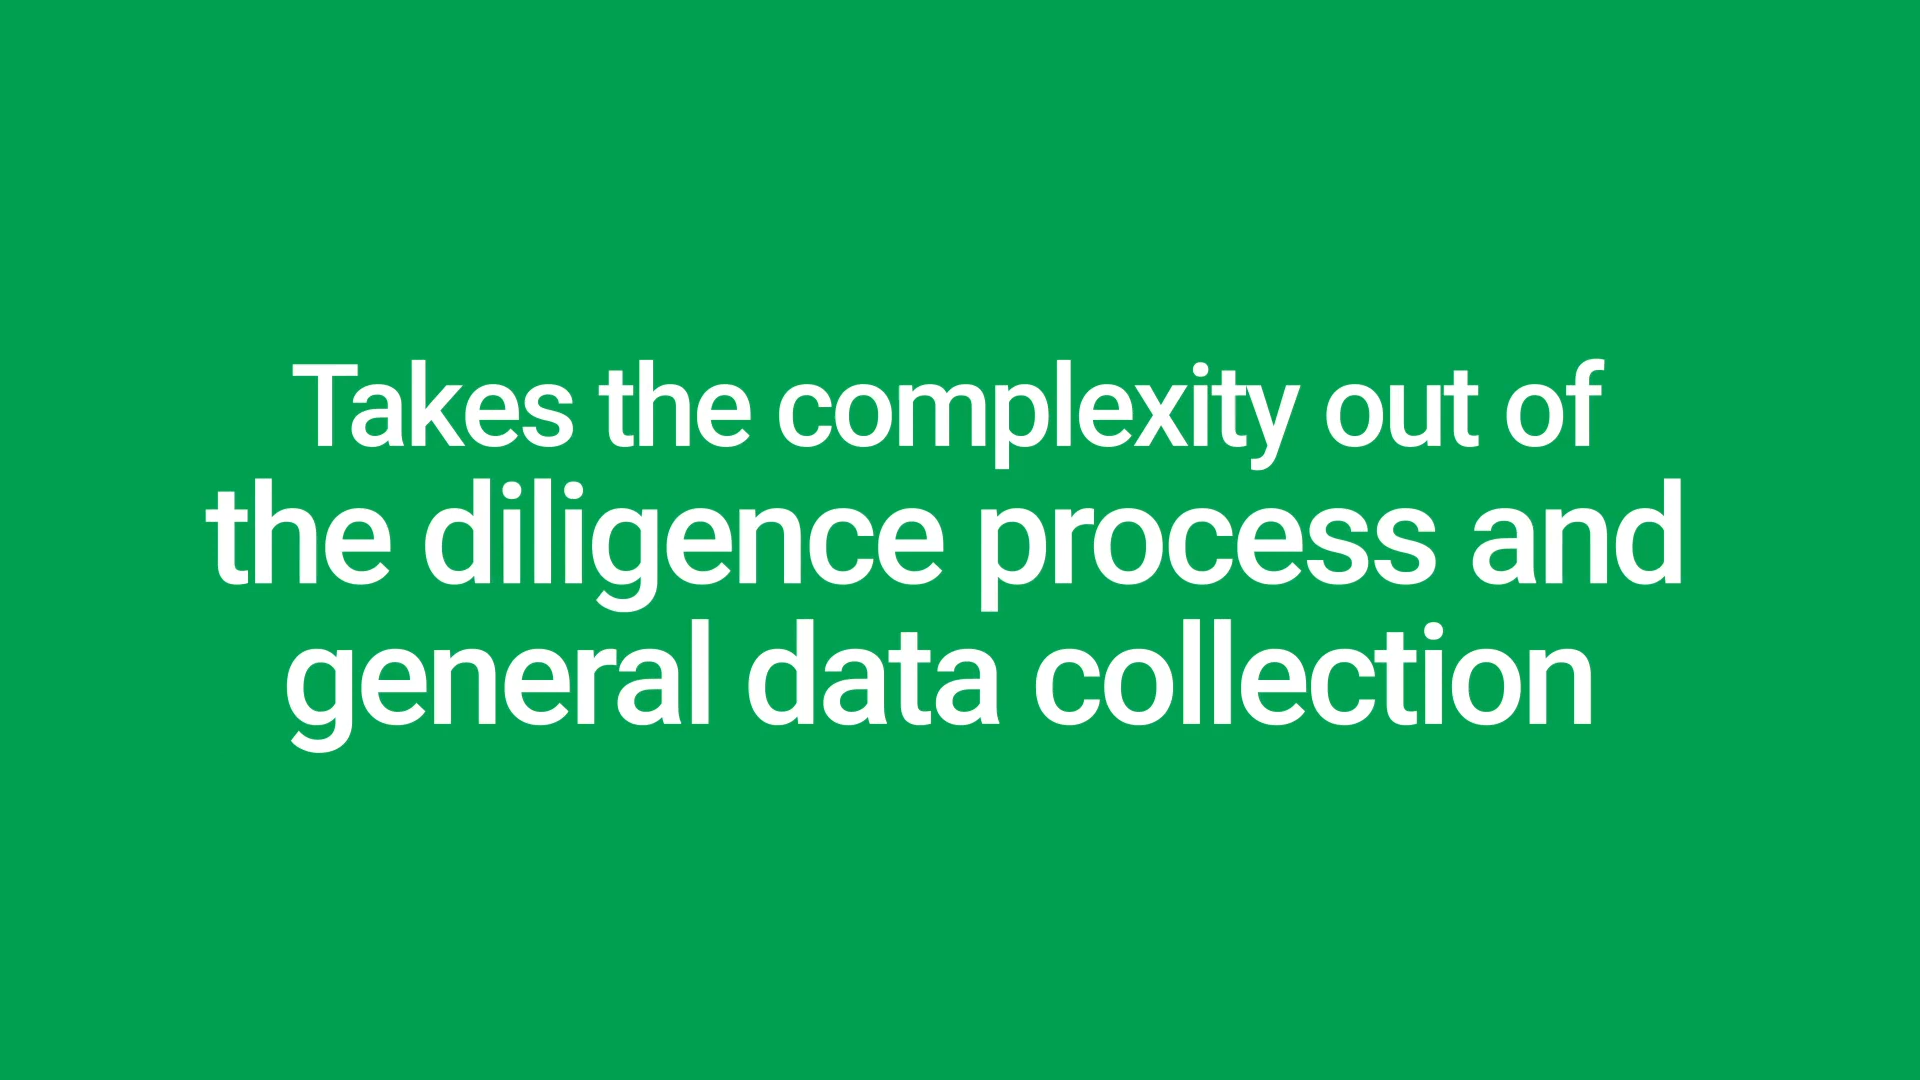 Takes the complexity out of
the diligence process and
general data collection